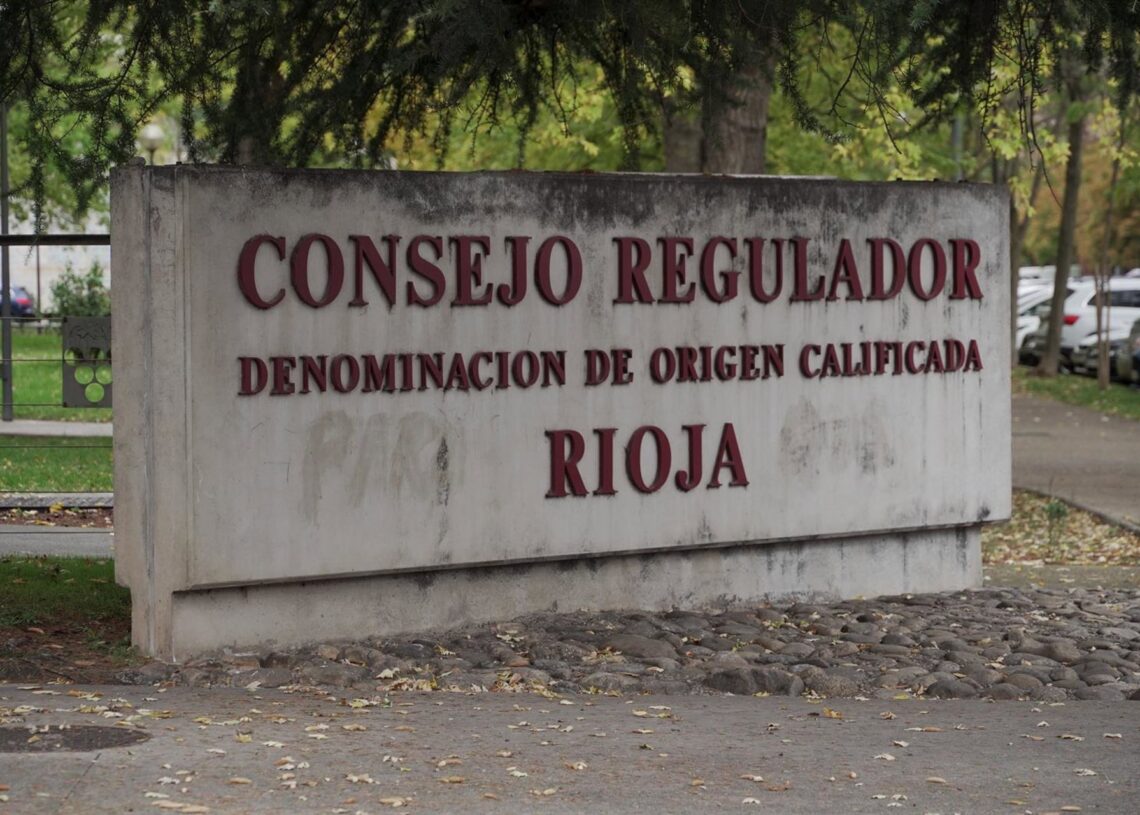 CONSEJO REGULADOR
DENOMINACION DE ORIGEN CALIFICADA
RIOJA